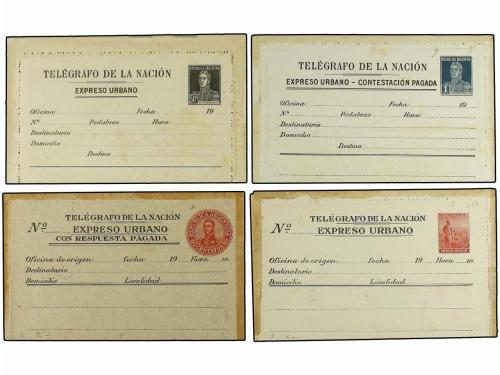 TELÉGRAFO DE LA NACIÓN
EXPRESO URBANO
Oficina Fecha 19
Nº Palabras Hora
Destinatario
Domicilio
Destino
TELÉGRAFO DE LA NACIÓN
EXPRESO URBANO - CONTESTACIÓN PAGADA
Oficina Fecha 19
Nº Palabras Hora
Destinatario
Domicilio
Destino
Nº
TELÉGRAFO DE LA NACIÓN
EXPRESO URBANO
CON RESPUESTA PAGADA
Oficina de origen fecha 19 Hora m
Destinatario
Domicilio Localidad
Nº
TELÉGRAFO DE LA NACIÓN
EXPRESO URBANO
Oficina de origen fecha 19 Hora m
Destinatario
Domicilio Localidad